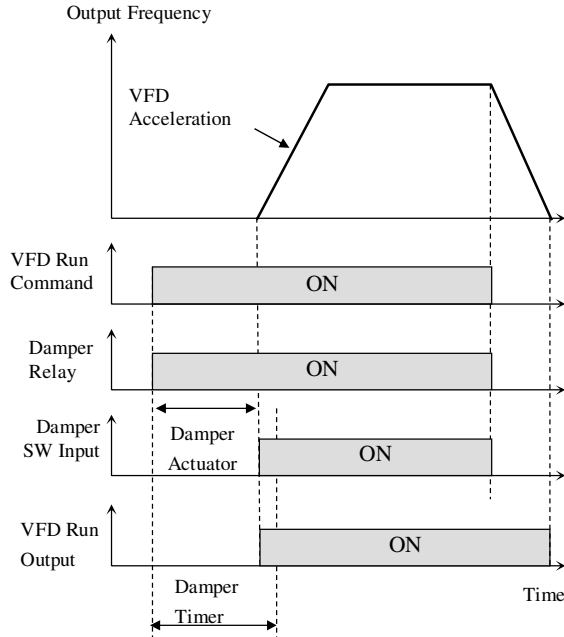 Output Frequency
VFD
Acceleration
VFD Run
Command
ON
Damper
Relay
ON
Damper
SW Input
Damper
Actuator
ON
VFD Run
Output
ON
Damper
Timer
Time